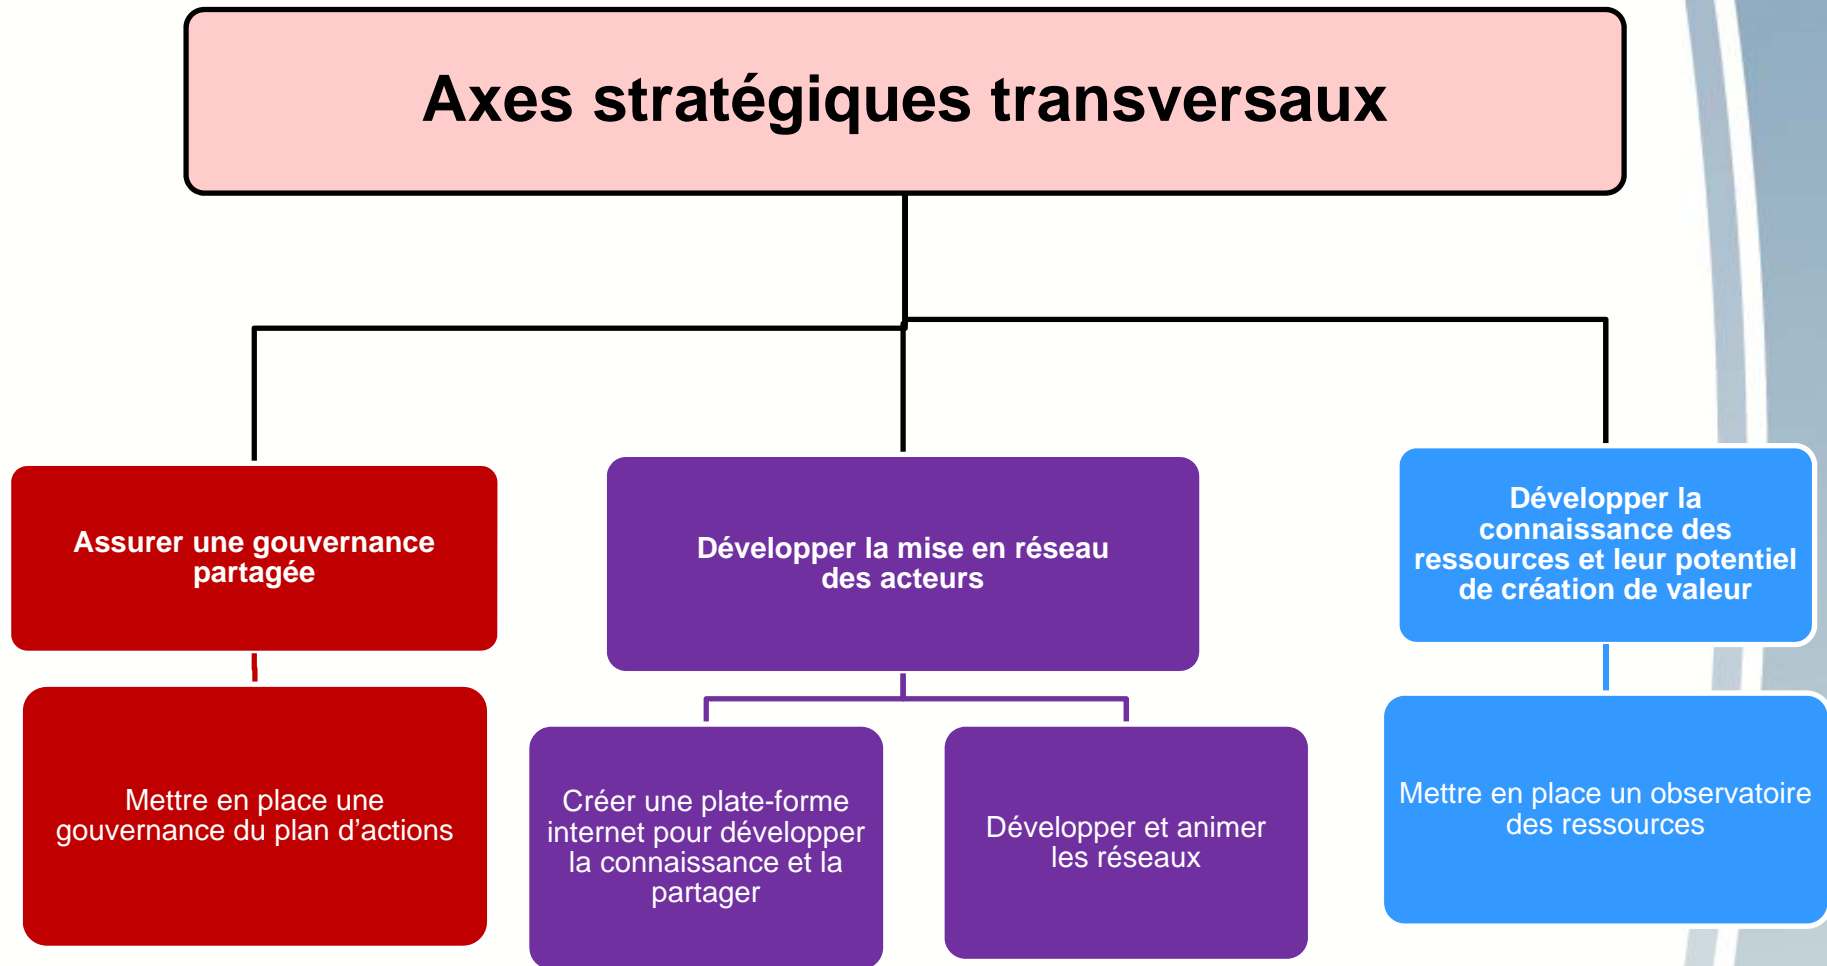 Axes stratégiques transversaux
Assurer une gouvernance
partagée
Développer la mise en réseau
des acteurs
Développer la
connaissance des
ressources et leur potentiel
de création de valeur
Mettre en place une
gouvernance du plan d’actions
Créer une plate-forme
internet pour développer
la connaissance et la
partager
Développer et animer
les réseaux
Mettre en place un observatoire
des ressources